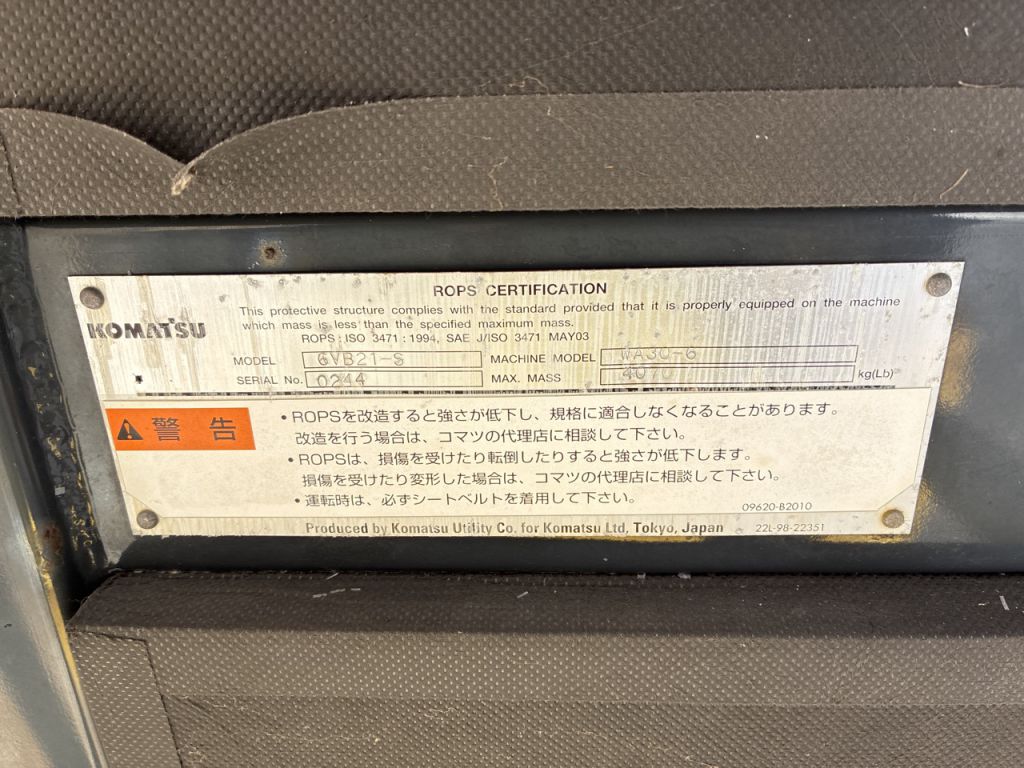 ROPS CERTIFICATION
This protective structure complies with the standard provided that it is properly equipped on the machine
which mass is less than the specified maximum mass.
ROPS : ISO 3471 : 1994, SAE J/ISO 3471 MAY03
KOMATSU
MODEL 6VB21-S MACHINE MODEL WA30-6
SERIAL No. 0244 MAX. MASS 4070 kg(Lb)
警告
・ROPSを改造すると強さが低下し、規格に適合しなくなることがあります。
改造を行う場合は、コマツの代理店に相談して下さい。
・ROPSは、損傷を受けたり転倒したりすると強さが低下します。
損傷を受けたり変形した場合は、コマツの代理店に相談して下さい。
・運転時は、必ずシートベルトを着用して下さい。
09620-B2010
Produced by Komatsu Utility Co. for Komatsu Ltd, Tokyo, Japan 22L-98-22351